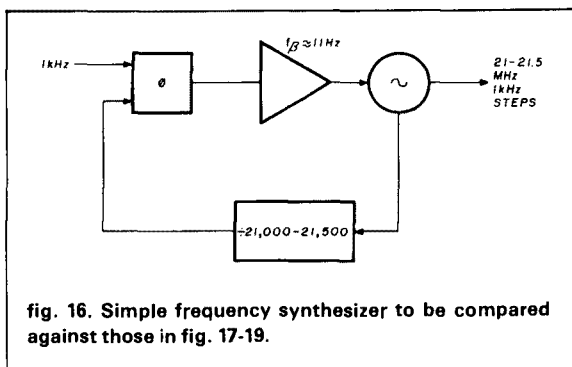 fβ≈11Hz
1kHz
ø
~
21-21.5
MHz
1kHz
STEPS
÷21,000-21,500
fig. 16. Simple frequency synthesizer to be compared
against those in fig. 17-19.